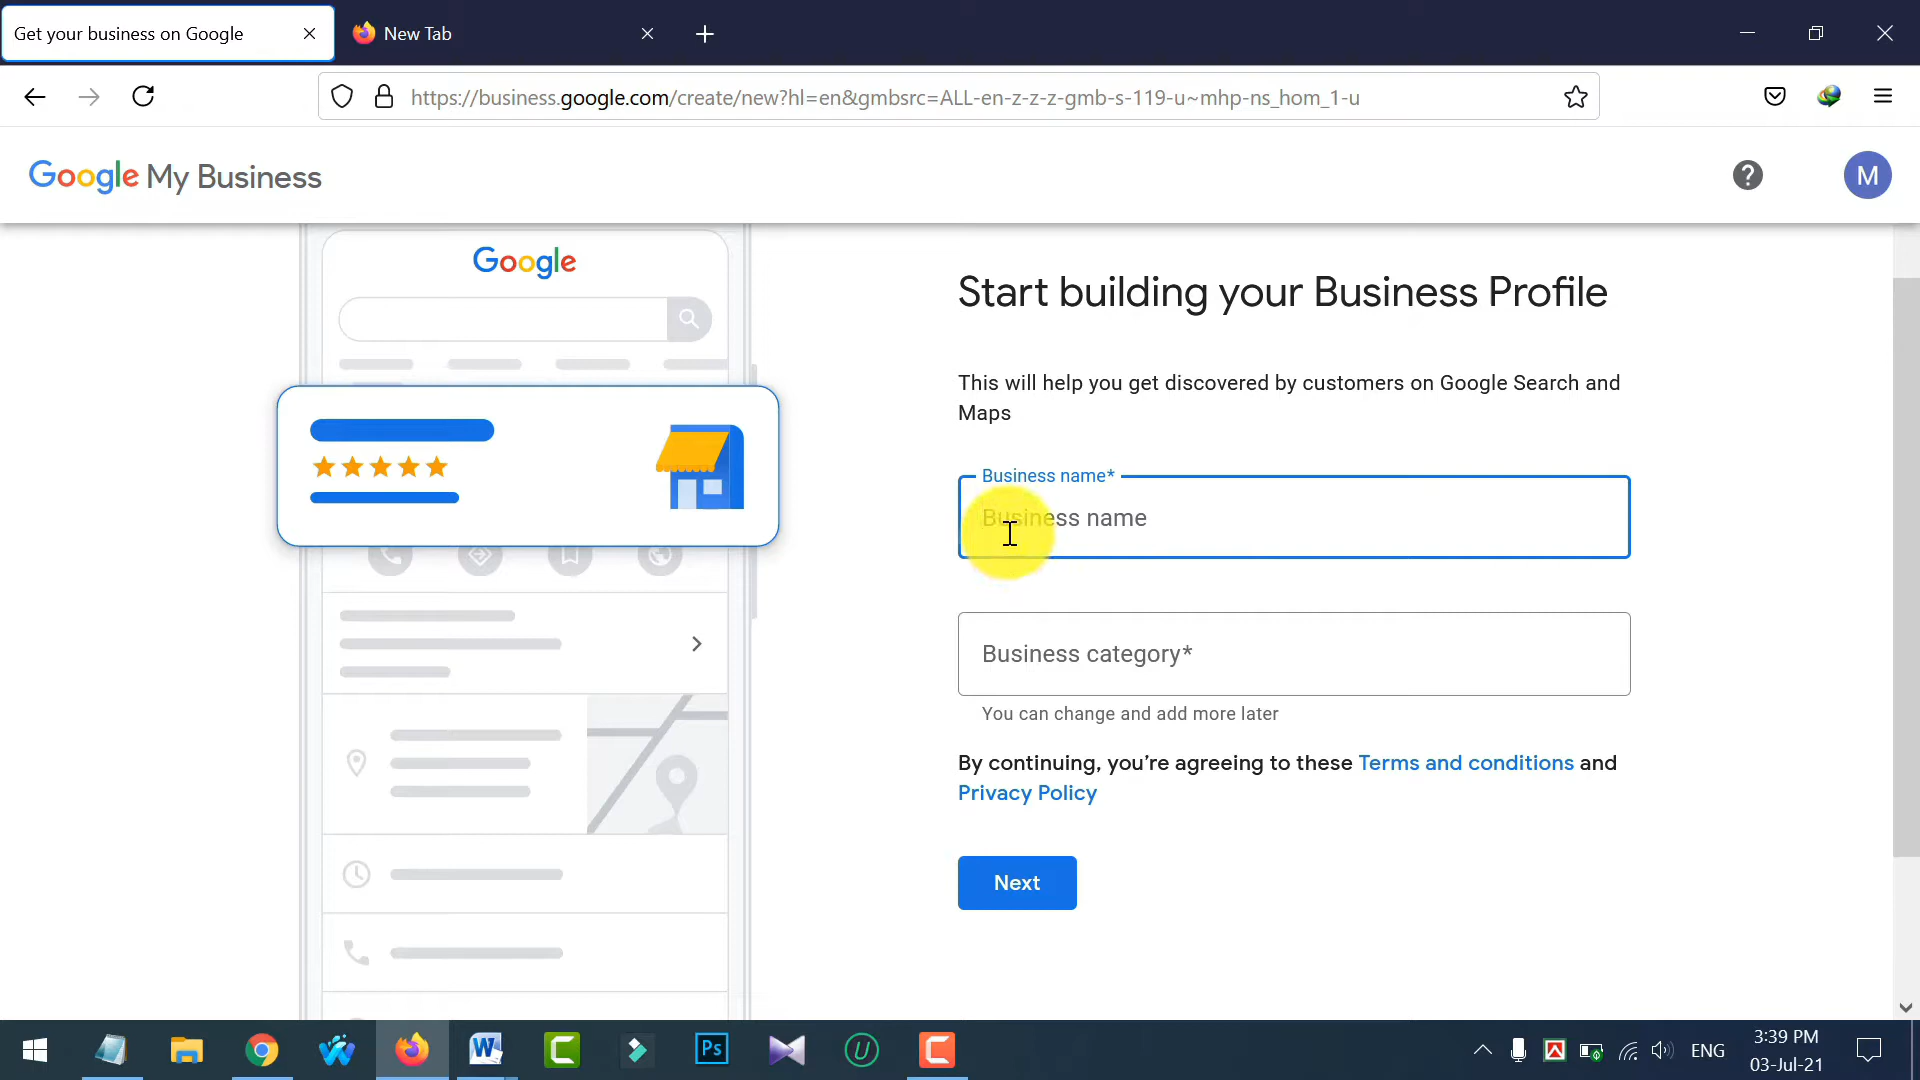 Get your business on Google
New Tab
https://business.google.com/create/new?hl=en&gmbsrc=ALL-en-z-z-z-gmb-s-119-u~mhp-ns_hom_1-u
Google My Business
?
M
Google
Start building your Business Profile
This will help you get discovered by customers on Google Search and
Maps
Business name*
Business name
Business category*
You can change and add more later
By continuing, you’re agreeing to these Terms and conditions and
Privacy Policy
Next
W
C
Ps
U
C
ENG
3:39 PM
03-Jul-21